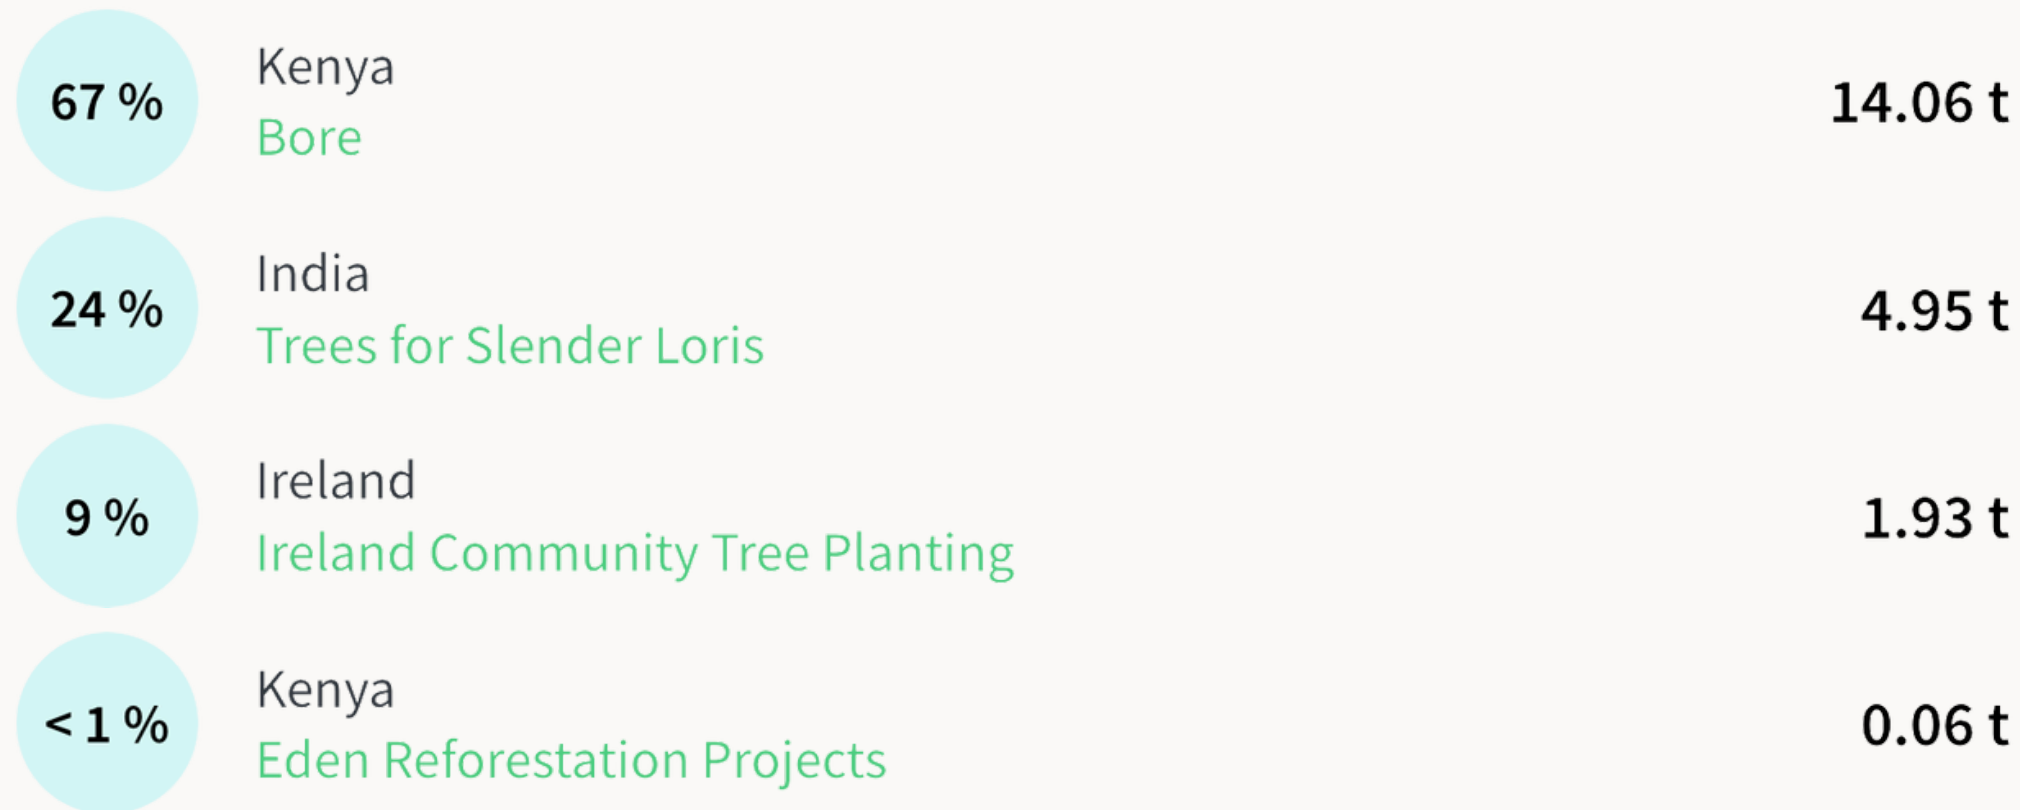 67 %
Kenya
Bore
14.06 t
24 %
India
Trees for Slender Loris
4.95 t
9 %
Ireland
Ireland Community Tree Planting
1.93 t
< 1 %
Kenya
Eden Reforestation Projects
0.06 t